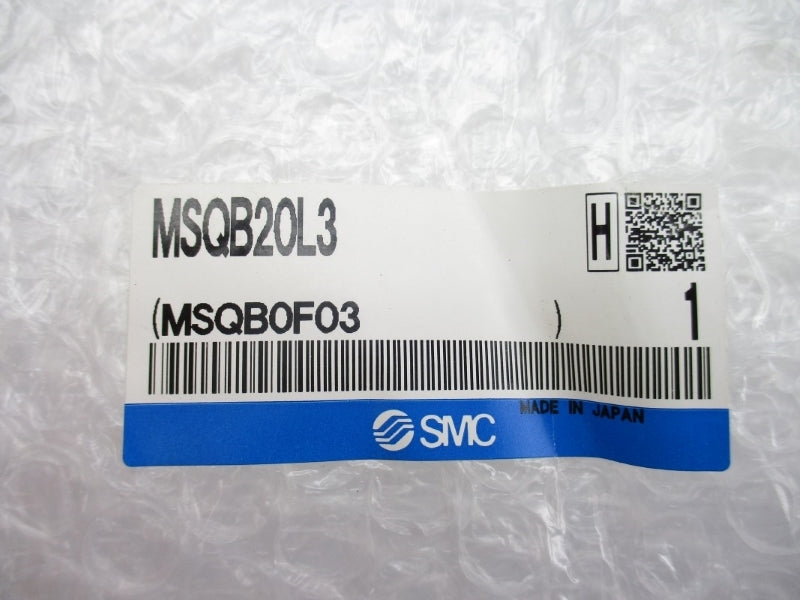 MSQB20L3
H
(MSQB0F03 )
1
MADE IN JAPAN
SMC